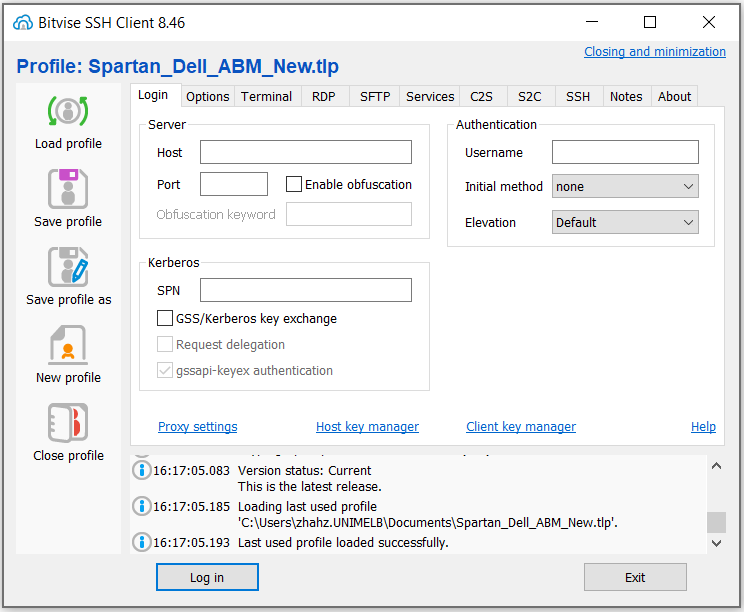 Bitvise SSH Client 8.46
Closing and minimization
Profile: Spartan_Dell_ABM_New.tlp
Load profile
Save profile
Save profile as
New profile
Close profile
Login Options Terminal RDP SFTP Services C2S S2C SSH Notes About
Server
Host
Port Enable obfuscation
Obfuscation keyword
Authentication
Username
Initial method none
Elevation Default
Kerberos
SPN
GSS/Kerberos key exchange
Request delegation
gssapi-keyex authentication
Proxy settings Host key manager Client key manager Help
16:17:05.083 Version status: Current
This is the latest release.
16:17:05.185 Loading last used profile
'C:\Users\zhahz.UNIMELB\Documents\Spartan_Dell_ABM_New.tlp'.
16:17:05.193 Last used profile loaded successfully.
Log in Exit